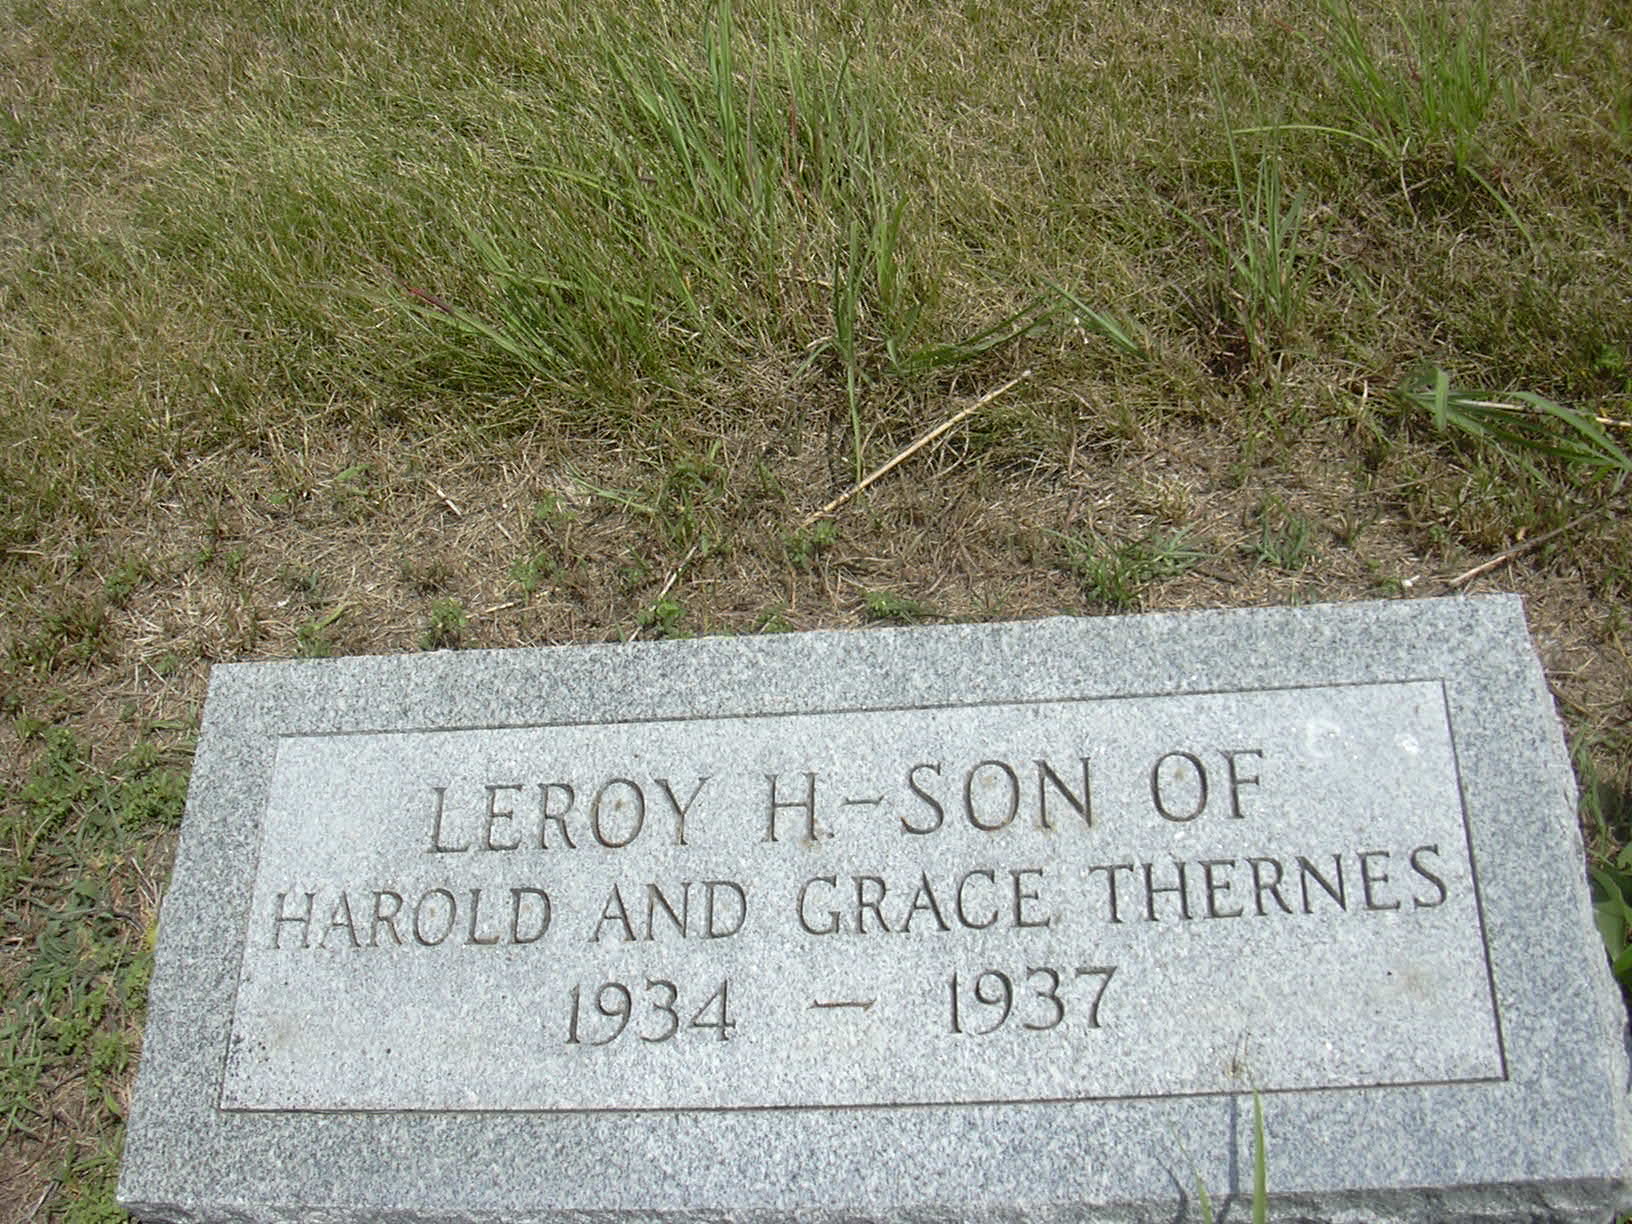 LEROY H.-SON OF
HAROLD AND GRACE THERNES
1934 - 1937